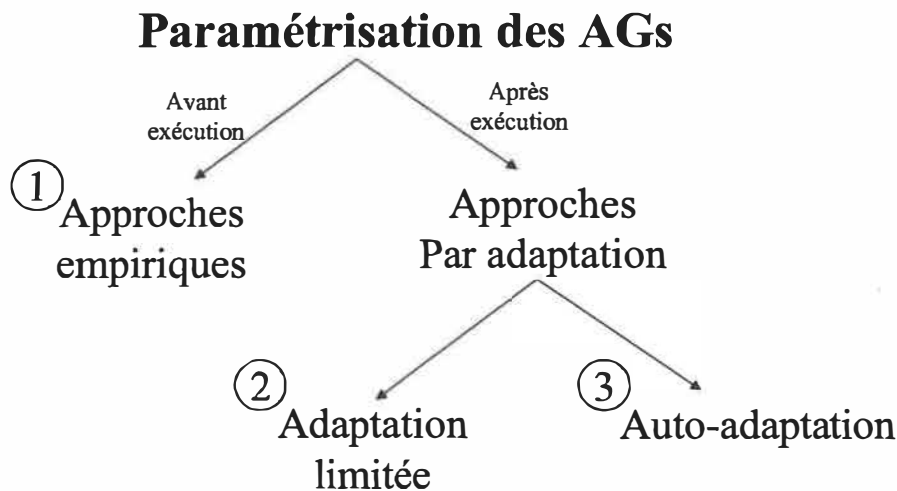 Paramétrisation des AGs
Avant
exécution
Après
exécution
1
Approches
empiriques
Approches
Par adaptation
2
Adaptation
limitée
3
Auto-adaptation